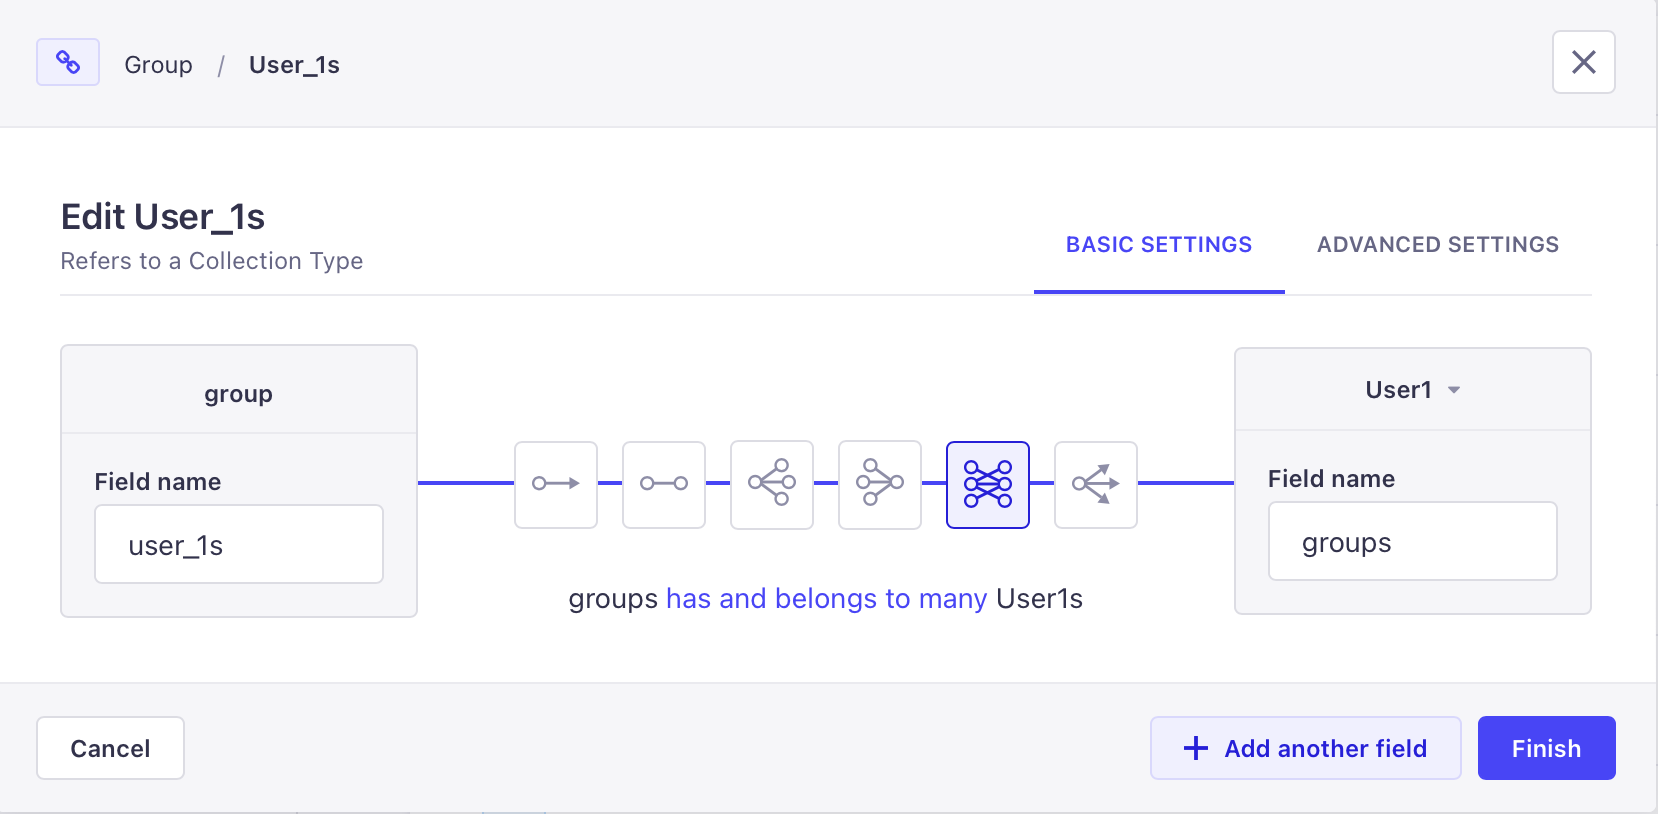 Group / User_1s
Edit User_1s
Refers to a Collection Type
BASIC SETTINGS
ADVANCED SETTINGS
group
Field name
user_1s
groups has and belongs to many User1s
User1
Field name
groups
Cancel
Add another field
Finish